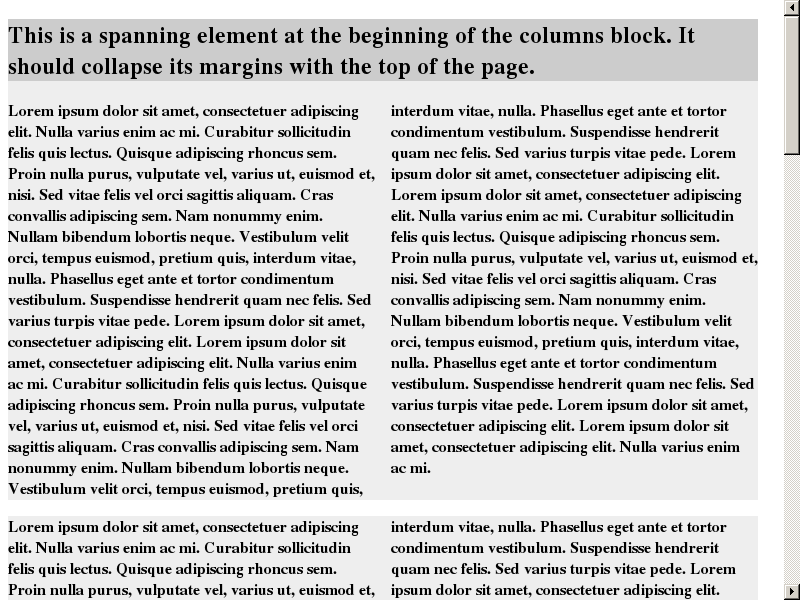 This is a spanning element at the beginning of the columns block. It
should collapse its margins with the top of the page.
Lorem ipsum dolor sit amet, consectetuer adipiscing
elit. Nulla varius enim ac mi. Curabitur sollicitudin
felis quis lectus. Quisque adipiscing rhoncus sem.
Proin nulla purus, vulputate vel, varius ut, euismod et,
nisi. Sed vitae felis vel orci sagittis aliquam. Cras
convallis adipiscing sem. Nam nonummy enim.
Nullam bibendum lobortis neque. Vestibulum velit
orci, tempus euismod, pretium quis, interdum vitae,
nulla. Phasellus eget ante et tortor condimentum
vestibulum. Suspendisse hendrerit quam nec felis. Sed
varius turpis vitae pede. Lorem ipsum dolor sit amet,
consectetuer adipiscing elit. Lorem ipsum dolor sit
amet, consectetuer adipiscing elit. Nulla varius enim
ac mi. Curabitur sollicitudin felis quis lectus. Quisque
adipiscing rhoncus sem. Proin nulla purus, vulputate
vel, varius ut, euismod et, nisi. Sed vitae felis vel orci
sagittis aliquam. Cras convallis adipiscing sem. Nam
nonummy enim. Nullam bibendum lobortis neque.
Vestibulum velit orci, tempus euismod, pretium quis,
interdum vitae, nulla. Phasellus eget ante et tortor
condimentum vestibulum. Suspendisse hendrerit
quam nec felis. Sed varius turpis vitae pede. Lorem
ipsum dolor sit amet, consectetuer adipiscing elit.
Lorem ipsum dolor sit amet, consectetuer adipiscing
elit. Nulla varius enim ac mi. Curabitur sollicitudin
felis quis lectus. Quisque adipiscing rhoncus sem.
Proin nulla purus, vulputate vel, varius ut, euismod et,
nisi. Sed vitae felis vel orci sagittis aliquam. Cras
convallis adipiscing sem. Nam nonummy enim.
Nullam bibendum lobortis neque. Vestibulum velit
orci, tempus euismod, pretium quis, interdum vitae,
nulla. Phasellus eget ante et tortor condimentum
vestibulum. Suspendisse hendrerit quam nec felis. Sed
varius turpis vitae pede. Lorem ipsum dolor sit amet,
consectetuer adipiscing elit. Lorem ipsum dolor sit
amet, consectetuer adipiscing elit. Nulla varius enim
ac mi.
Lorem ipsum dolor sit amet, consectetuer adipiscing
elit. Nulla varius enim ac mi. Curabitur sollicitudin
felis quis lectus. Quisque adipiscing rhoncus sem.
Proin nulla purus, vulputate vel, varius ut, euismod et,
interdum vitae, nulla. Phasellus eget ante et tortor
condimentum vestibulum. Suspendisse hendrerit
quam nec felis. Sed varius turpis vitae pede. Lorem
ipsum dolor sit amet, consectetuer adipiscing elit.